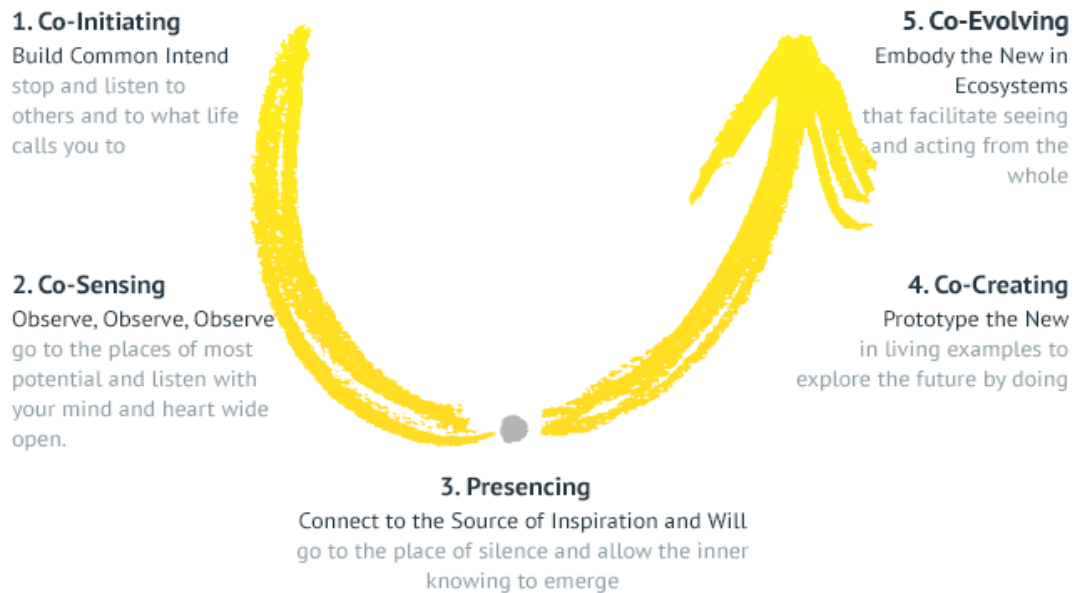 1. Co-Initiating
Build Common Intend
stop and listen to
others and to what life
calls you to
2. Co-Sensing
Observe, Observe, Observe
go to the places of most
potential and listen with
your mind and heart wide
open.
3. Presencing
Connect to the Source of Inspiration and Will
go to the place of silence and allow the inner
knowing to emerge
4. Co-Creating
Prototype the New
in living examples to
explore the future by doing
5. Co-Evolving
Embody the New in
Ecosystems
that facilitate seeing
and acting from the
whole